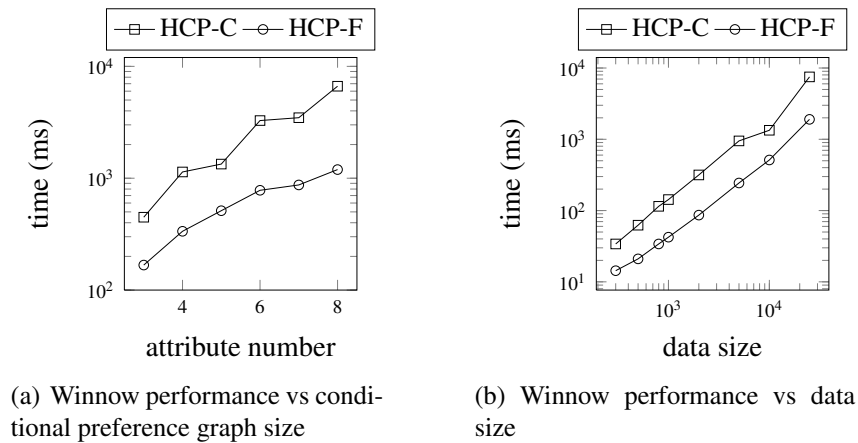 HCP-C HCP-F
10^4
10^3
10^2
time (ms)
4 6 8
attribute number
(a) Winnow performance vs condi-
tional preference graph size
HCP-C HCP-F
10^4
10^3
10^2
10^1
time (ms)
10^3 10^4
data size
(b) Winnow performance vs data
size